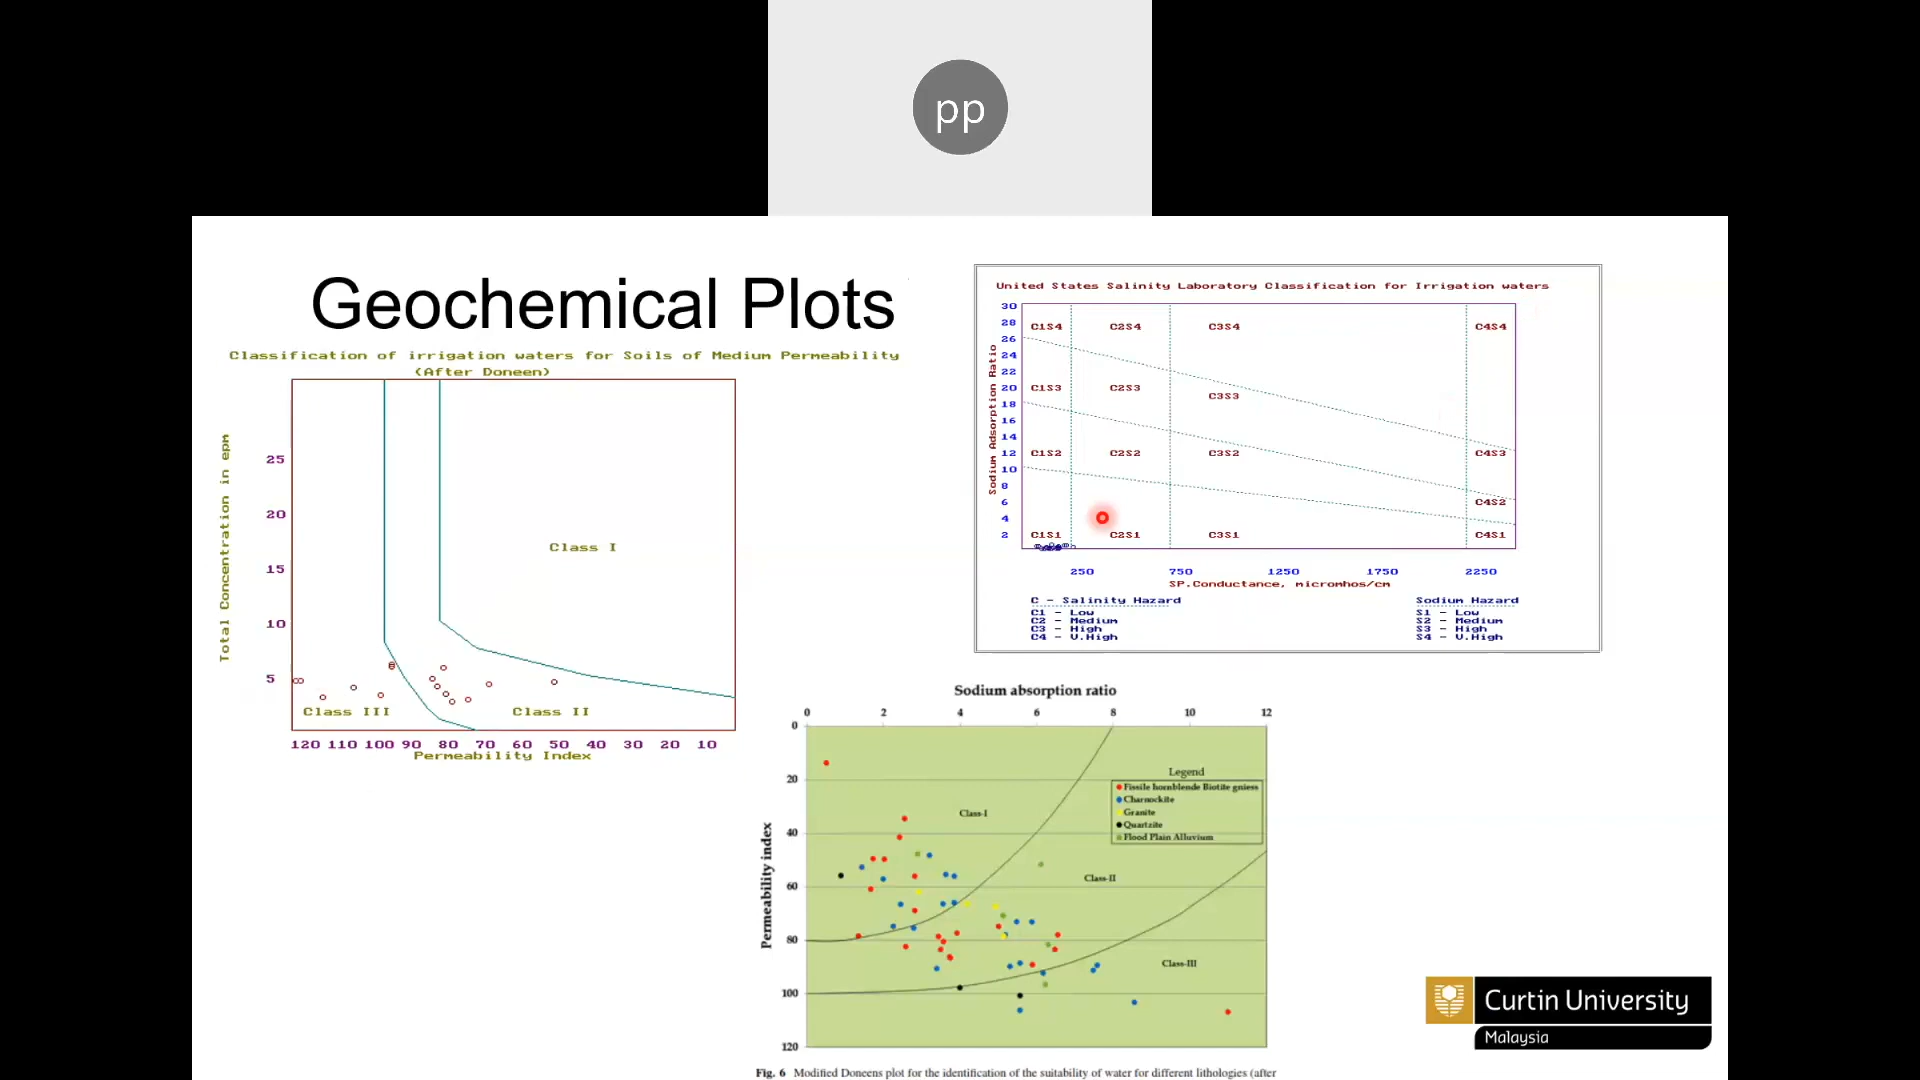 pp
Geochemical Plots
Classification of irrigation waters for Soils of Medium Permeability
(After Doneen)
Total Concentration in epm
25
20
15
10
5
Class I
Class III
Class II
120 110 100 90 80 70 60 50 40 30 20 10
Permeability Index
United States Salinity Laboratory Classification for Irrigation waters
Sodium Adsorption Ratio
30
28
26
24
22
20
18
16
14
12
10
8
6
4
2
C1S4 C2S4 C3S4 C4S4
C1S3 C2S3 C3S3
C1S2 C2S2 C3S2 C4S3
C4S2
C1S1 C2S1 C3S1 C4S1
250 750 1250 1750 2250
SP.Conductance, micromhos/cm
C - Salinity Hazard
C1 - Low
C2 - Medium
C3 - High
C4 - V.High
Sodium Hazard
S1 - Low
S2 - Medium
S3 - High
S4 - V.High
Sodium absorption ratio
0 2 4 6 8 10 12
Permeability index
0
20
40
60
80
100
120
Legend
Fissile hornblende Biotite gniess
Charnockite
Granite
Quartzite
Flood Plain Alluvium
Class-I
Class-II
Class-III
Fig. 6 Modified Doneens plot for the identification of the suitability of water for different lithologies (after
Curtin University
Malaysia